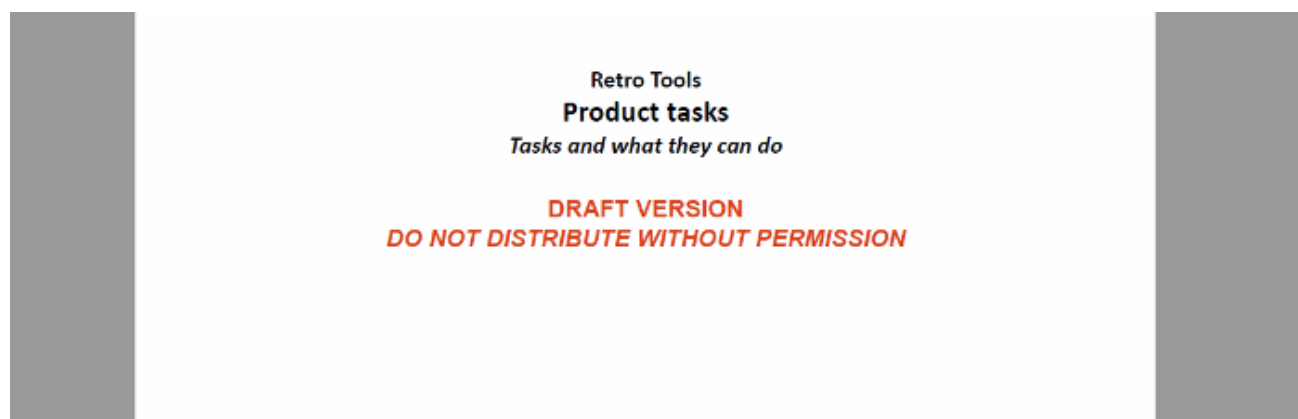 Retro Tools
Product tasks
Tasks and what they can do
DRAFT VERSION
DO NOT DISTRIBUTE WITHOUT PERMISSION